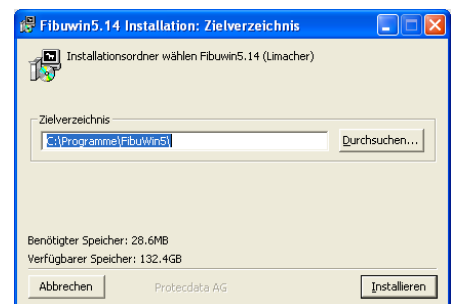 Fibuwin5.14 Installation: Zielverzeichnis
Installationsordner wählen Fibuwin5.14 (Limacher)
Zielverzeichnis
C:\Programme\FibuWin5\
Durchsuchen...
Benötigter Speicher: 28.6MB
Verfügbarer Speicher: 132.4GB
Abbrechen
Protecdata AG
Installieren